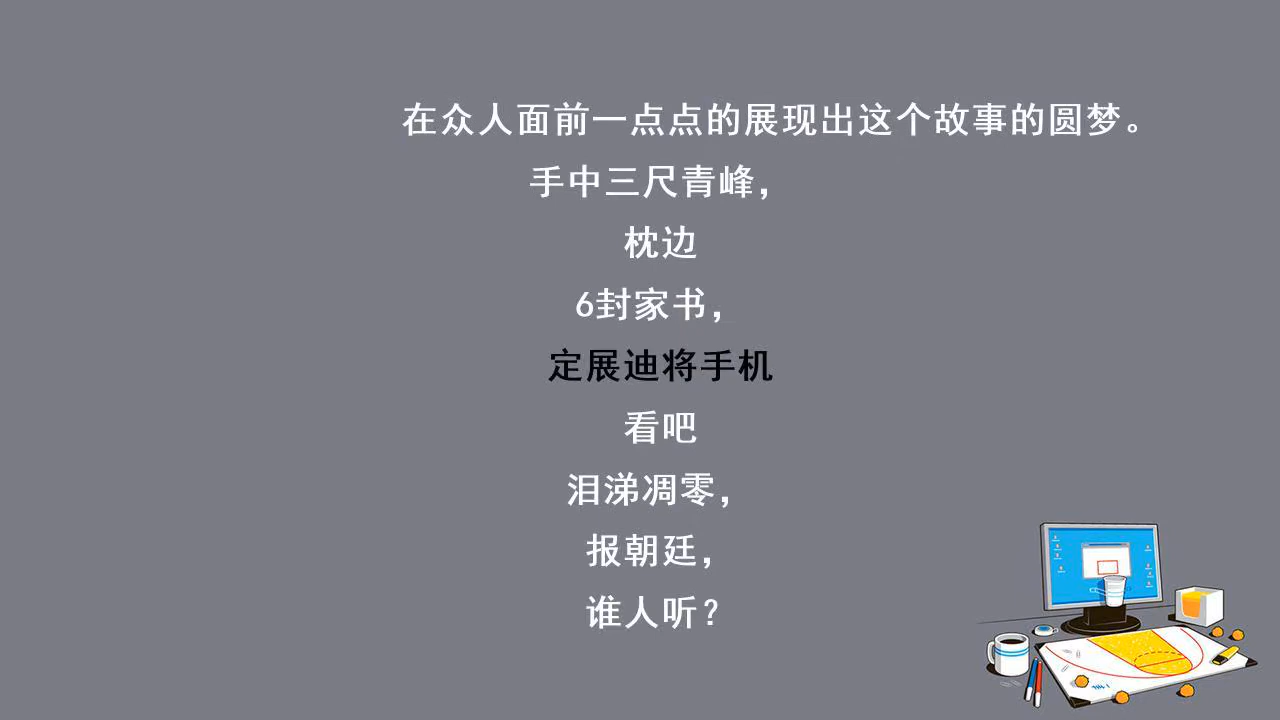 在众人面前一点点的展现出这个故事的圆梦。
手中三尺青峰，
枕边
6封家书，
定展迪将手机
看吧
泪涕凋零，
报朝廷，
谁人听？